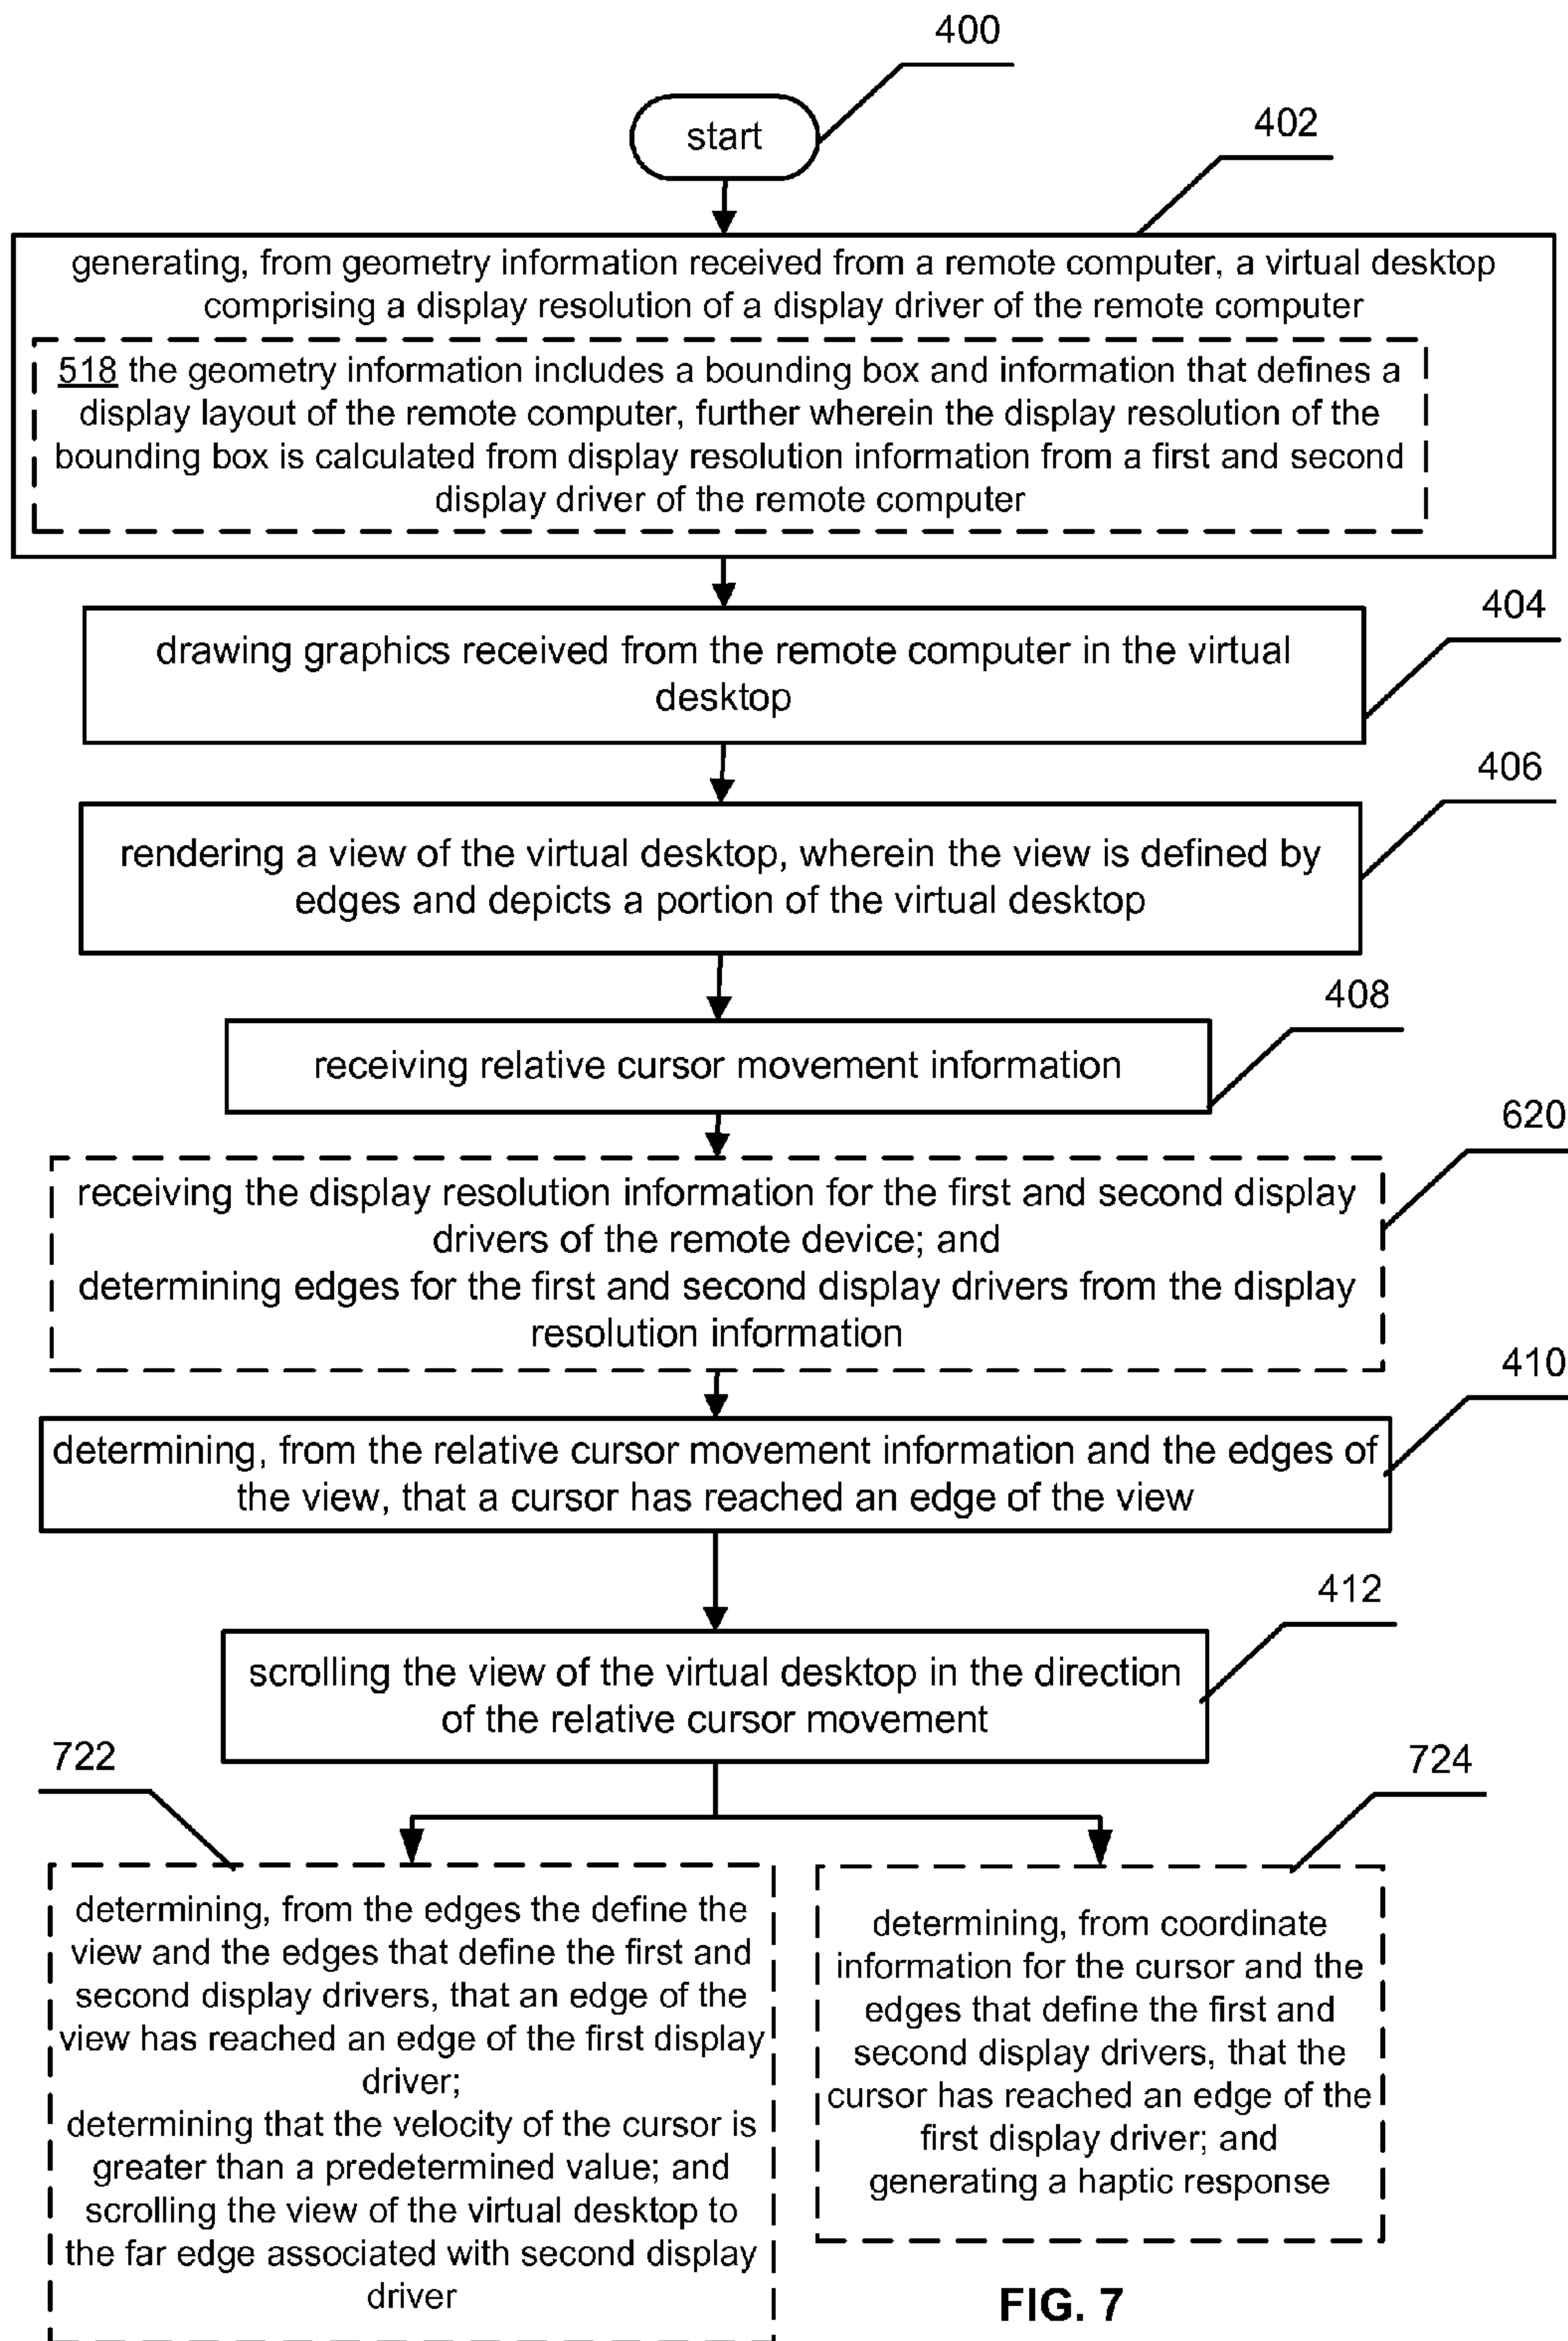 400
start
402
generating, from geometry information received from a remote computer, a virtual desktop
comprising a display resolution of a display driver of the remote computer
518 the geometry information includes a bounding box and information that defines a
display layout of the remote computer, further wherein the display resolution of the
bounding box is calculated from display resolution information from a first and second
display driver of the remote computer
404
drawing graphics received from the remote computer in the virtual
desktop
406
rendering a view of the virtual desktop, wherein the view is defined by
edges and depicts a portion of the virtual desktop
408
receiving relative cursor movement information
620
receiving the display resolution information for the first and second display
drivers of the remote device; and
determining edges for the first and second display drivers from the display
resolution information
410
determining, from the relative cursor movement information and the edges of
the view, that a cursor has reached an edge of the view
412
scrolling the view of the virtual desktop in the direction
of the relative cursor movement
722
determining, from the edges the define the
view and the edges that define the first and
second display drivers, that an edge of the
view has reached an edge of the first display
driver;
determining that the velocity of the cursor is
greater than a predetermined value; and
scrolling the view of the virtual desktop to
the far edge associated with second display
driver
724
determining, from coordinate
information for the cursor and the
edges that define the first and
second display drivers, that the
cursor has reached an edge of the
first display driver; and
generating a haptic response
FIG. 7